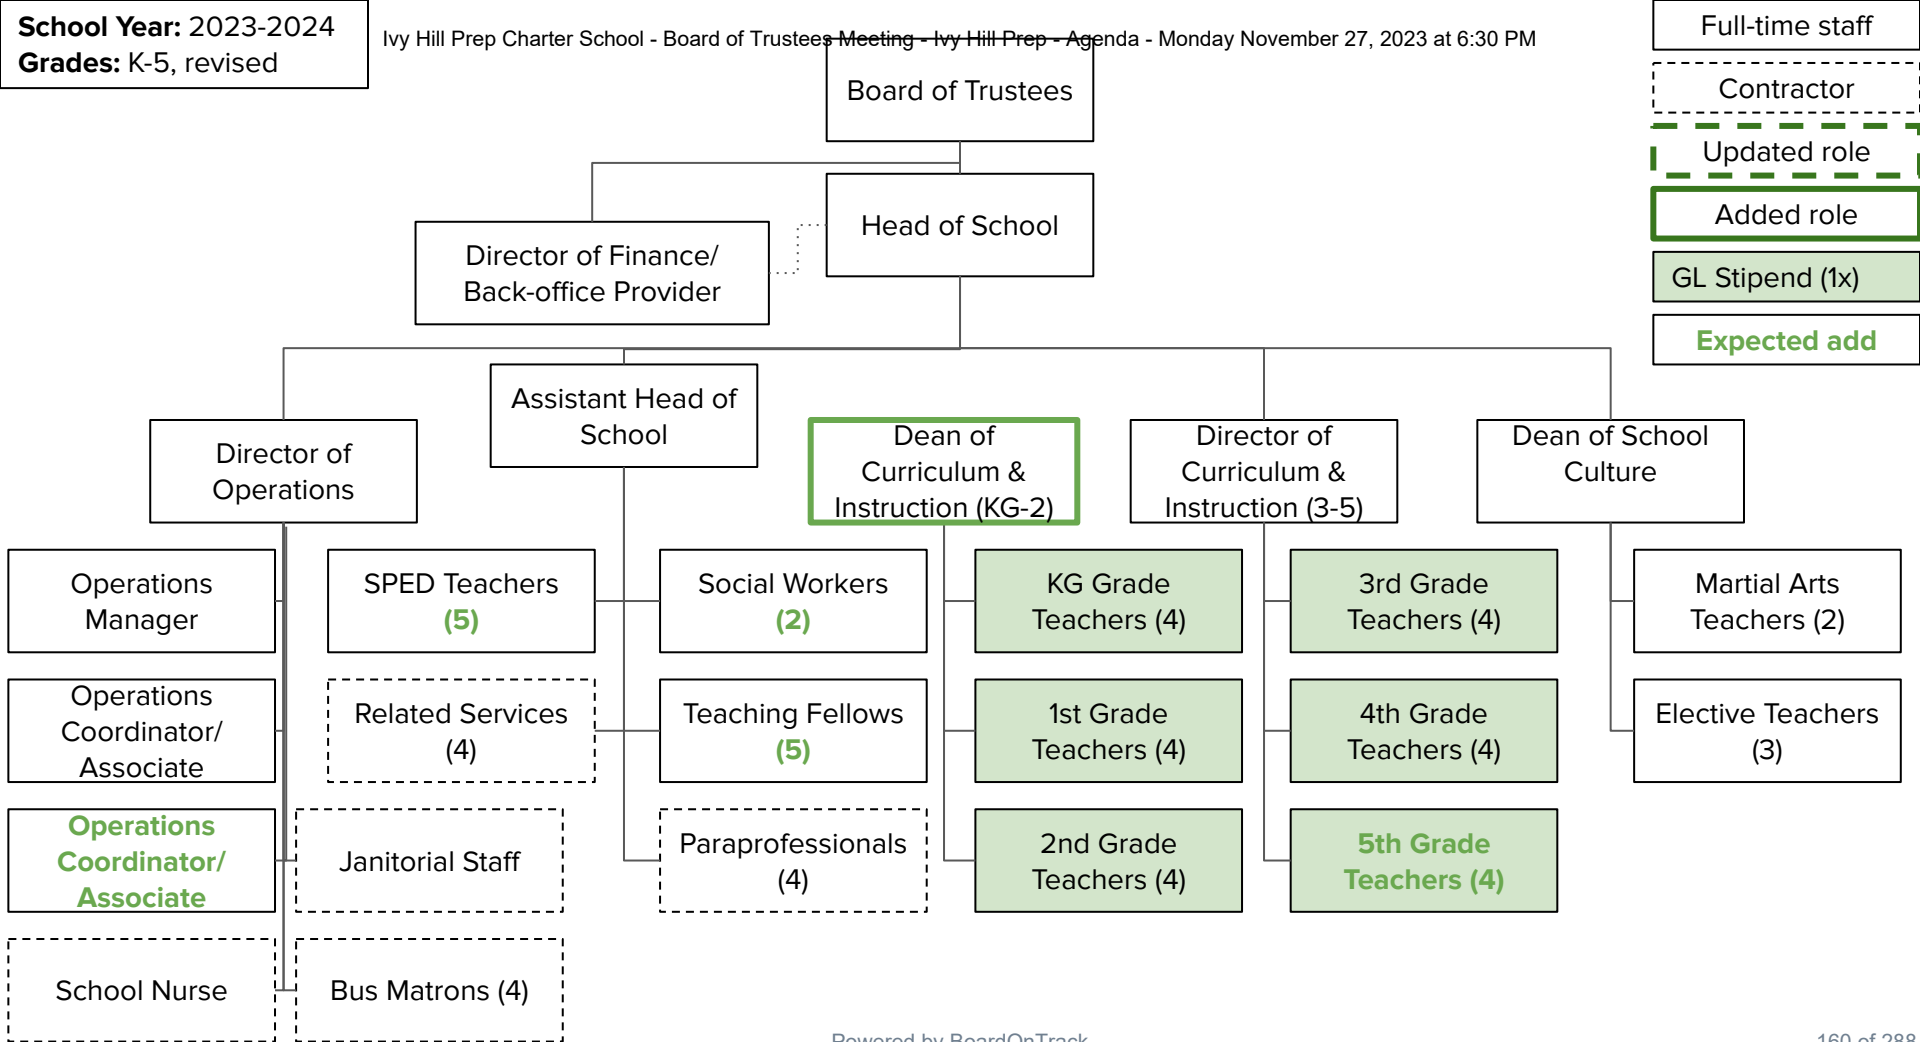 School Year: 2023-2024
Grades: K-5, revised
Ivy Hill Prep Charter School - Board of Trustees Meeting - Ivy Hill Prep - Agenda - Monday November 27, 2023 at 6:30 PM
Full-time staff
Contractor
Updated role
Added role
GL Stipend (1x)
Expected add
Board of Trustees
Head of School
Director of Finance/
Back-office Provider
Assistant Head of
School
Director of
Operations
Dean of
Curriculum &
Instruction (KG-2)
Director of
Curriculum &
Instruction (3-5)
Dean of School
Culture
Operations
Manager
SPED Teachers
(5)
Social Workers
(2)
KG Grade
Teachers (4)
3rd Grade
Teachers (4)
Martial Arts
Teachers (2)
Operations
Coordinator/
Associate
Related Services
(4)
Teaching Fellows
(5)
1st Grade
Teachers (4)
4th Grade
Teachers (4)
Elective Teachers
(3)
Operations
Coordinator/
Associate
Janitorial Staff
Paraprofessionals
(4)
2nd Grade
Teachers (4)
5th Grade
Teachers (4)
School Nurse
Bus Matrons (4)
Powered by BoardOnTrack
160 of 288